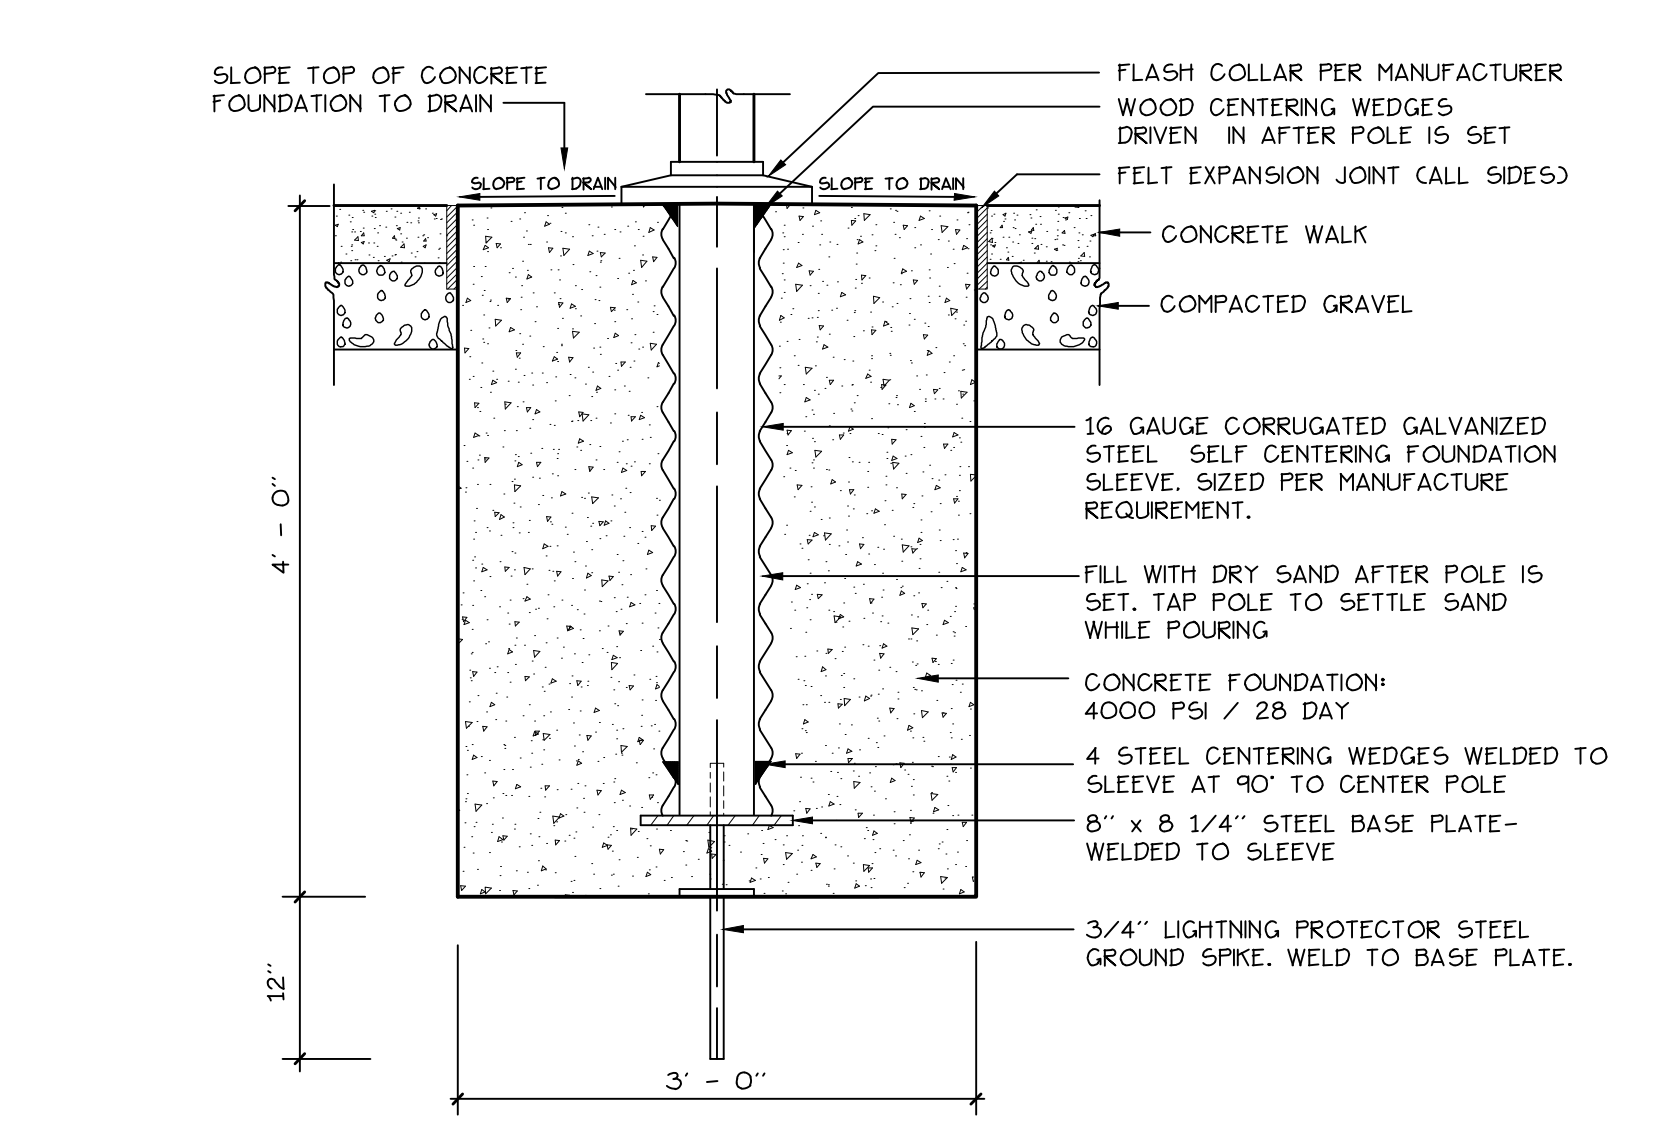 SLOPE TOP OF CONCRETE
FOUNDATION TO DRAIN
FLASH COLLAR PER MANUFACTURER
WOOD CENTERING WEDGES
DRIVEN IN AFTER POLE IS SET
FELT EXPANSION JOINT (ALL SIDES)
SLOPE TO DRAIN
SLOPE TO DRAIN
CONCRETE WALK
COMPACTED GRAVEL
16 GAUGE CORRUGATED GALVANIZED
STEEL SELF CENTERING FOUNDATION
SLEEVE. SIZED PER MANUFACTURE
REQUIREMENT.
4' - 0"
FILL WITH DRY SAND AFTER POLE IS
SET. TAP POLE TO SETTLE SAND
WHILE POURING
CONCRETE FOUNDATION:
4000 PSI / 28 DAY
4 STEEL CENTERING WEDGES WELDED TO
SLEEVE AT 90° TO CENTER POLE
8" x 8 1/4" STEEL BASE PLATE-
WELDED TO SLEEVE
3/4" LIGHTNING PROTECTOR STEEL
GROUND SPIKE. WELD TO BASE PLATE.
12"
3' - 0"